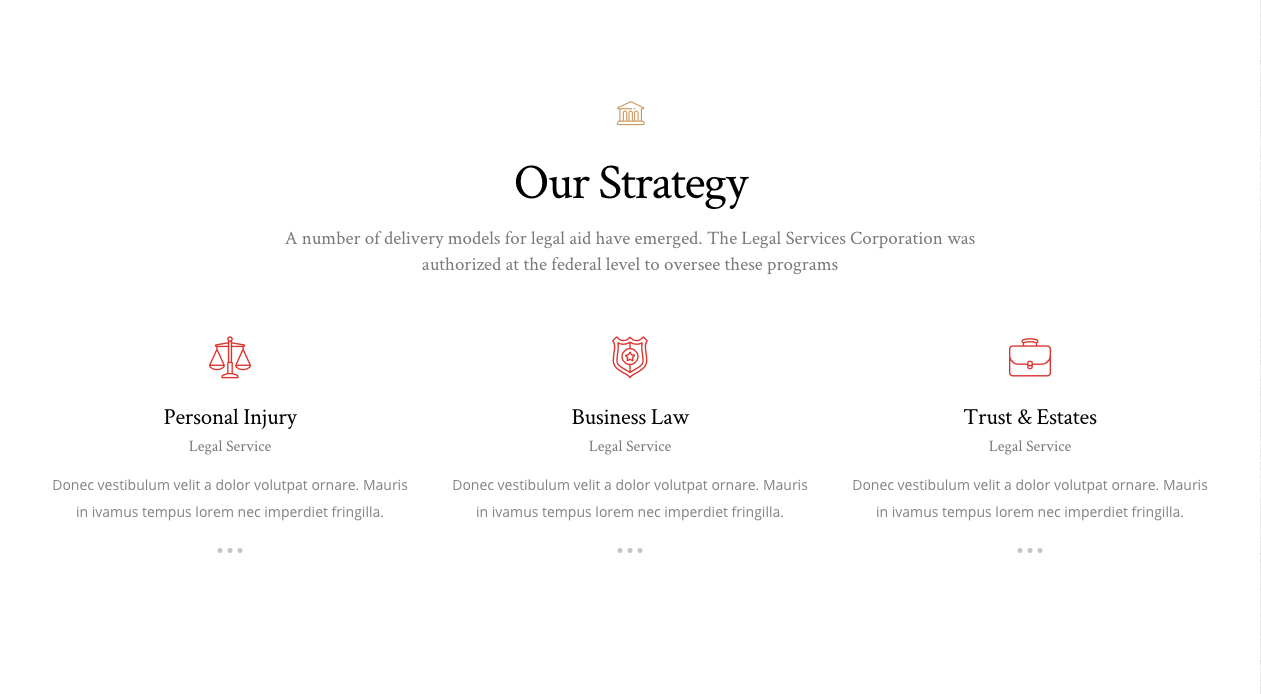 Our Strategy
A number of delivery models for legal aid have emerged. The Legal Services Corporation was
authorized at the federal level to oversee these programs
Personal Injury
Legal Service
Donec vestibulum velit a dolor volutpat ornare. Mauris
in ivamus tempus lorem nec imperdiet fringilla.
Business Law
Legal Service
Donec vestibulum velit a dolor volutpat ornare. Mauris
in ivamus tempus lorem nec imperdiet fringilla.
Trust & Estates
Legal Service
Donec vestibulum velit a dolor volutpat ornare. Mauris
in ivamus tempus lorem nec imperdiet fringilla.